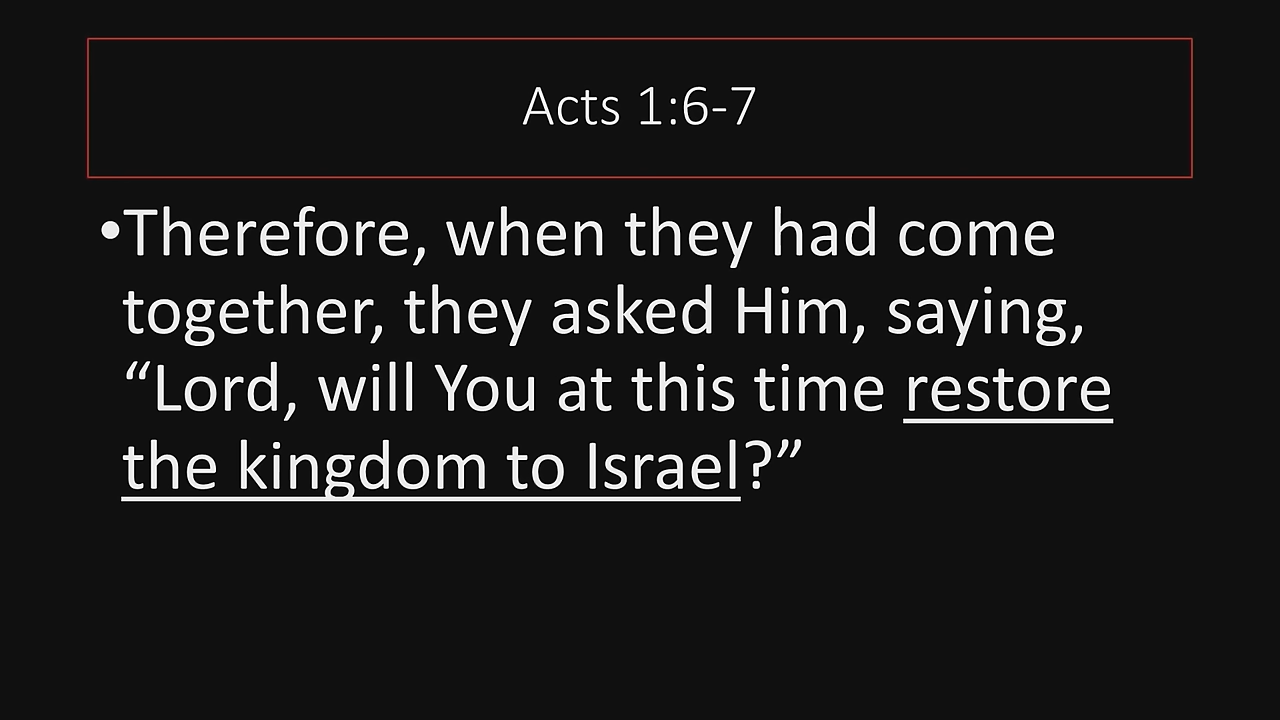 Acts 1:6-7
•Therefore, when they had come
together, they asked Him, saying,
“Lord, will You at this time restore
the kingdom to Israel?”